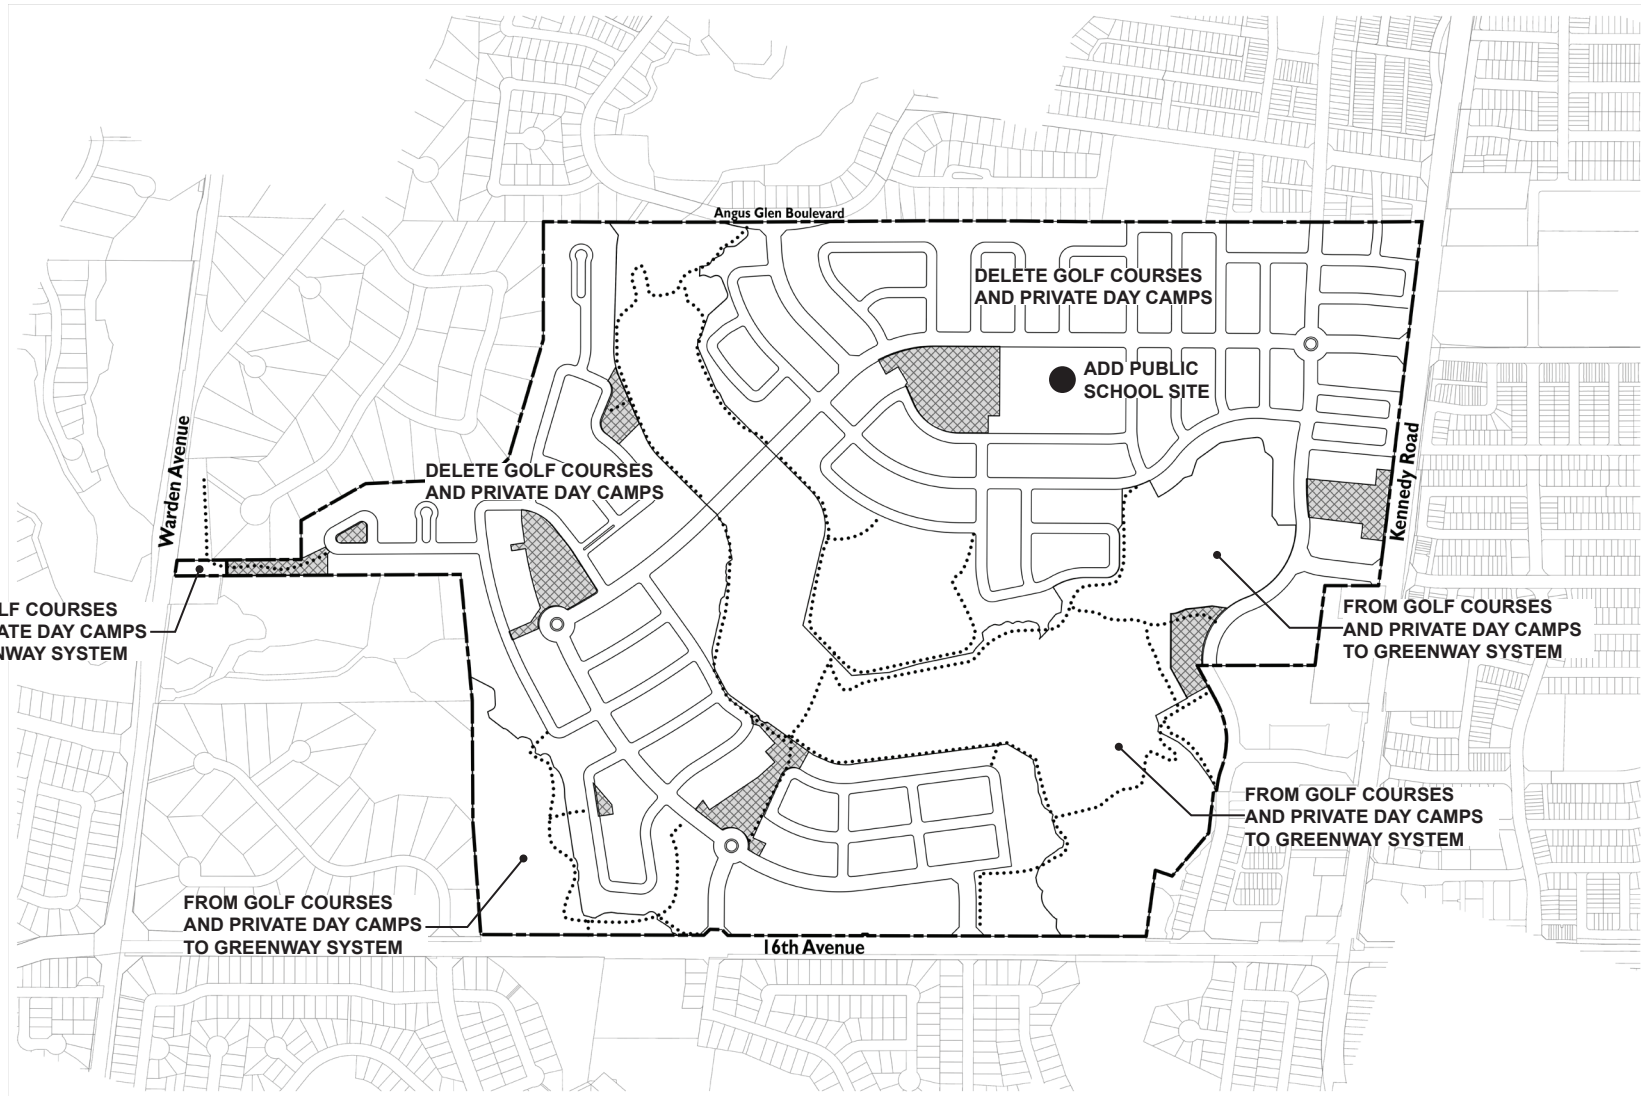 Angus Glen Boulevard
DELETE GOLF COURSES
AND PRIVATE DAY CAMPS
ADD PUBLIC
SCHOOL SITE
DELETE GOLF COURSES
AND PRIVATE DAY CAMPS
Warden Avenue
Kennedy Road
LF COURSES
ATE DAY CAMPS
NWAY SYSTEM
FROM GOLF COURSES
AND PRIVATE DAY CAMPS
TO GREENWAY SYSTEM
FROM GOLF COURSES
AND PRIVATE DAY CAMPS
TO GREENWAY SYSTEM
FROM GOLF COURSES
AND PRIVATE DAY CAMPS
TO GREENWAY SYSTEM
16th Avenue